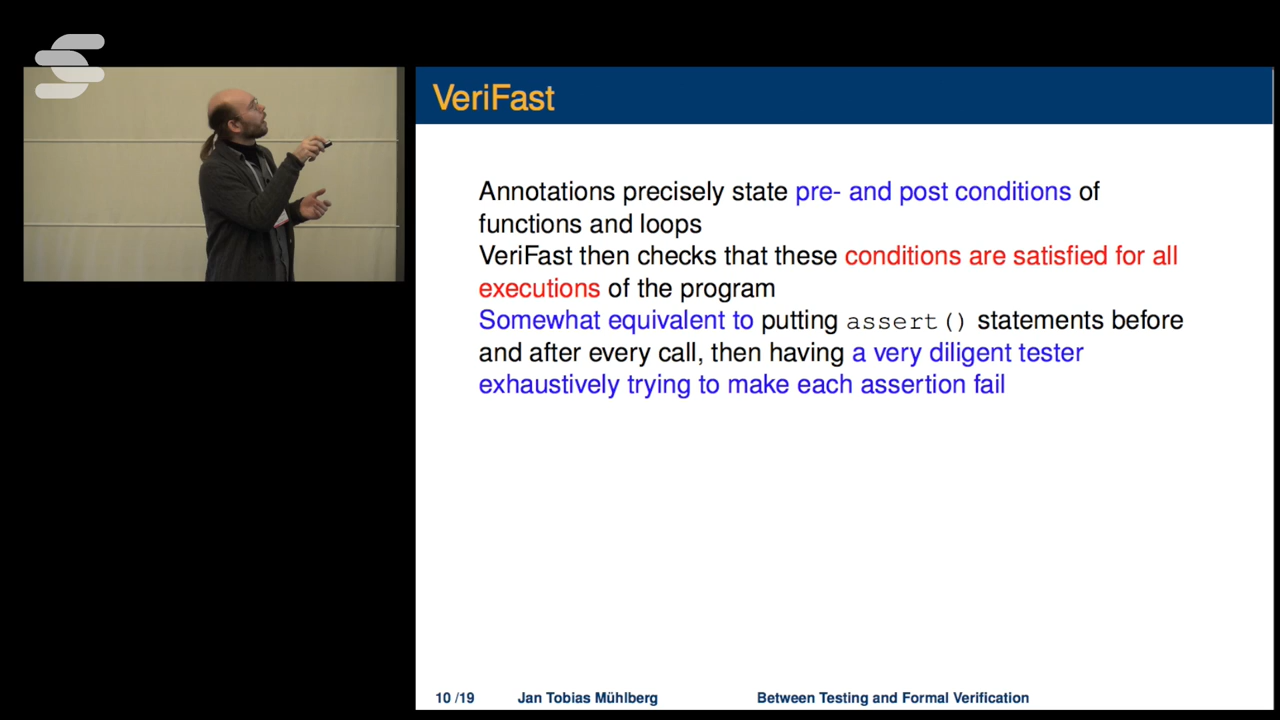 VeriFast
Annotations precisely state pre- and post conditions of
functions and loops
VeriFast then checks that these conditions are satisfied for all
executions of the program
Somewhat equivalent to putting assert() statements before
and after every call, then having a very diligent tester
exhaustively trying to make each assertion fail
10 /19 Jan Tobias Mühlberg Between Testing and Formal Verification